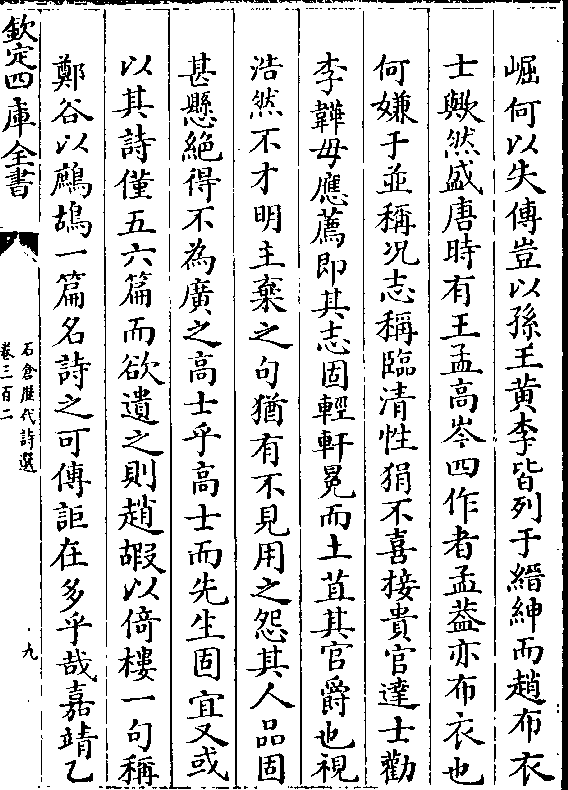 崛何以失傳豈以孫王黄李皆列于縉紳而趙布衣
士歟然盛唐時有王孟高岑四作者孟葢亦布衣也
何嫌于並稱况志稱臨清性狷不喜接貴官達士勸
李韡毋應薦即其志固輕軒冕而土苴其官爵也視
浩然不才明主棄之句猶有不見用之怨其人品固
甚懸絶得不為廣之高士乎高士而先生固宜又或
以其詩僅五六篇而欲遺之則趙嘏以倚樓一句稱
鄭谷以鷓鴣一篇名詩之可傳詎在多乎哉嘉靖乙
欽定四庫全書
石倉歴代詩選
卷三百二
九